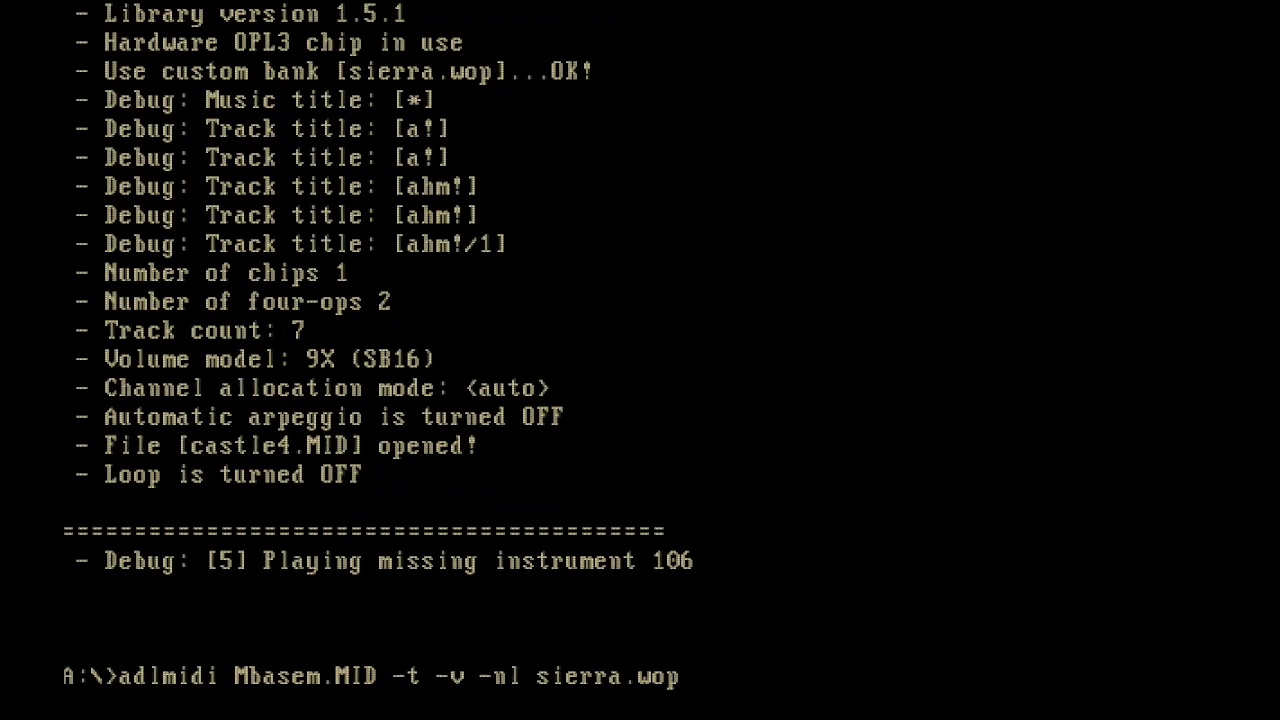 - Library version 1.5.1
- Hardware OPL3 chip in use
- Use custom bank [sierra.wop]...OK!
- Debug: Music title: [*]
- Debug: Track title: [a!]
- Debug: Track title: [a!]
- Debug: Track title: [ahm!]
- Debug: Track title: [ahm!]
- Debug: Track title: [ahm!/1]
- Number of chips 1
- Number of four-ops 2
- Track count: 7
- Volume model: 9X (SB16)
- Channel allocation mode: <auto>
- Automatic arpeggio is turned OFF
- File [castle4.MID] opened!
- Loop is turned OFF
==========================================
- Debug: [5] Playing missing instrument 106
A:\>adlmidi Mbasem.MID -t -v -nl sierra.wop